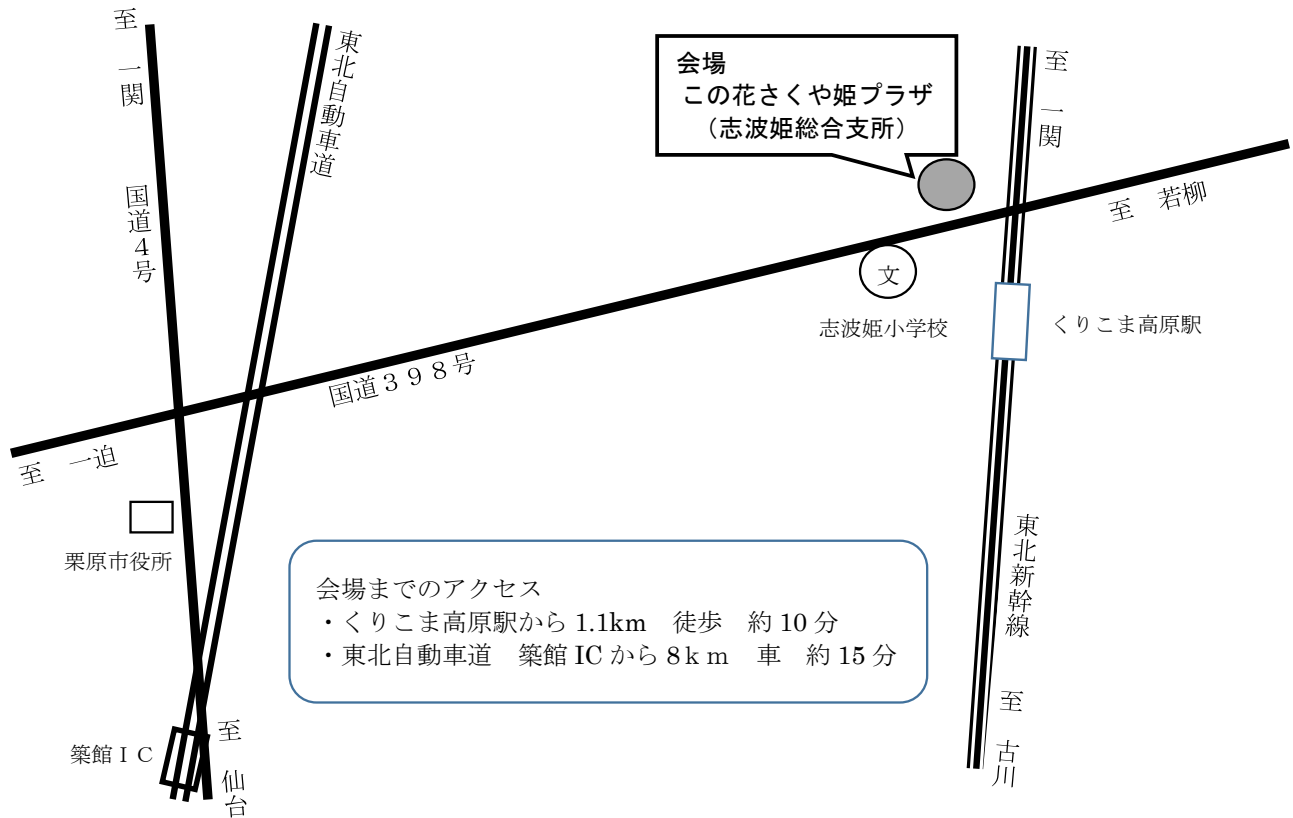 至　一関
東北自動車道
会場
この花さくや姫プラザ
（志波姫総合支所）
至　一関
国道４号
至　若柳
文
志波姫小学校
くりこま高原駅
国道３９８号
至　一迫
栗原市役所
会場までのアクセス
・くりこま高原駅から 1.1km　徒歩　約 10 分
・東北自動車道　築館 IC から 8ｋｍ　車　約 15 分
東北新幹線
至　古川
築館ＩＣ
至　仙台